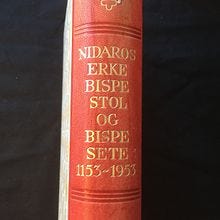 NIDAROS
ERKE
BISPE
STOL
OG
BISPE
SETE
1153~1953